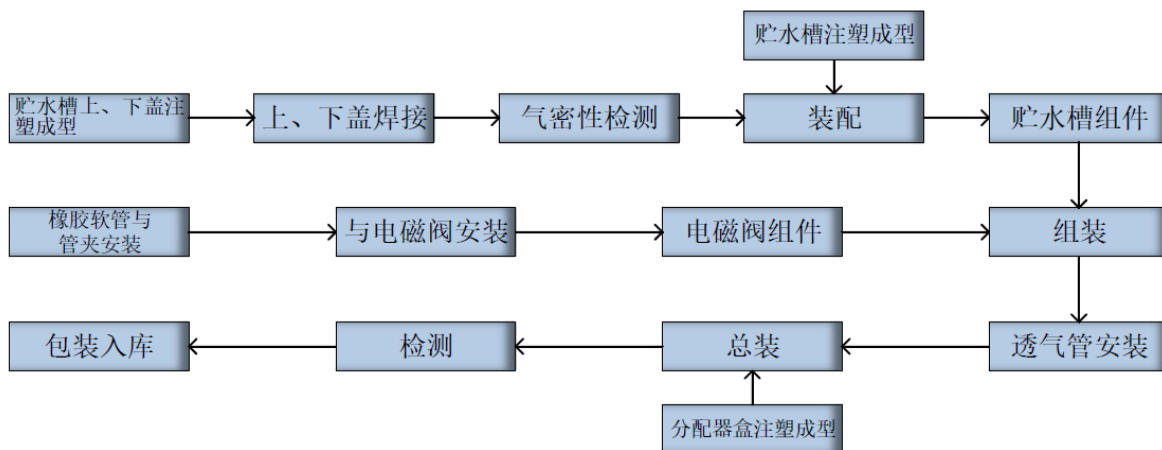 贮水槽注塑成型
贮水槽上、下盖注
塑成型
上、下盖焊接
气密性检测
装配
贮水槽组件
橡胶软管与
管夹安装
与电磁阀安装
电磁阀组件
组装
包装入库
检测
总装
透气管安装
分配器盒注塑成型